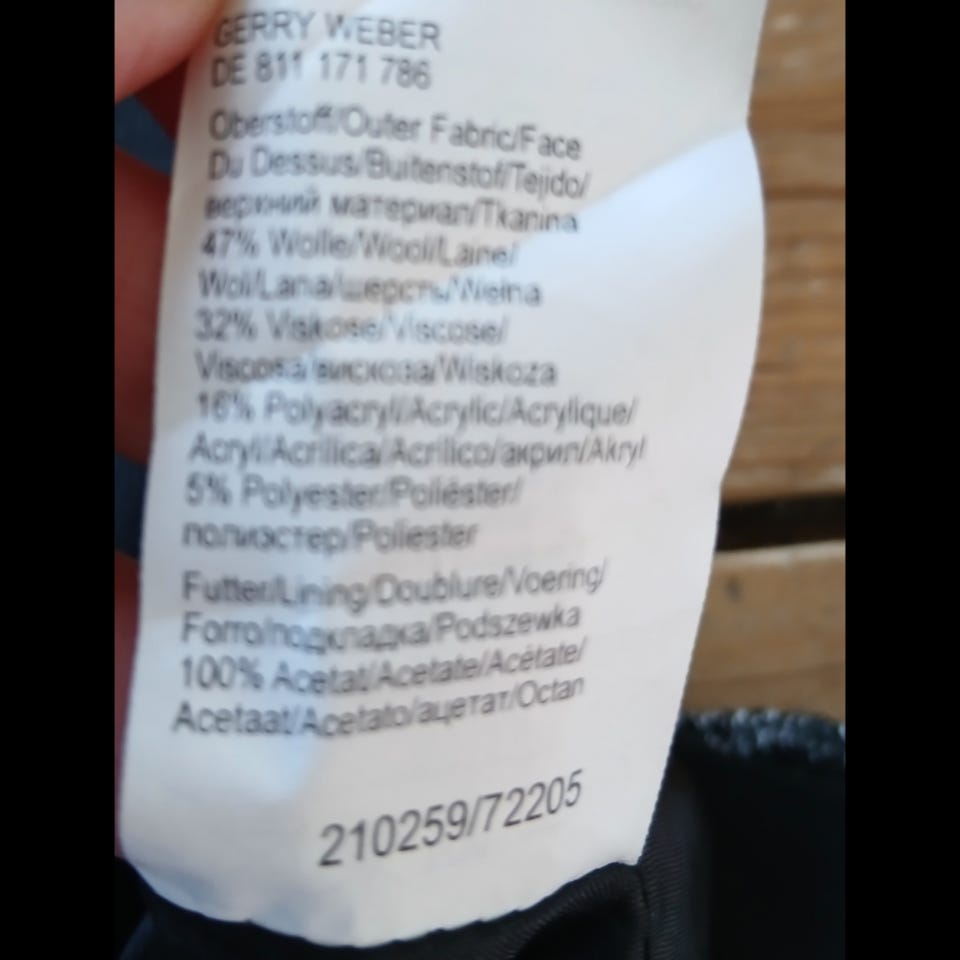 GERRY WEBER
DE 811 171 786
Oberstoff/Outer Fabric/Face
Du Dessus/Buitenstof/Tejido/
верхний материал/Tkanina
47% Wolle/Wool/Laine/
Wol/Lana/шерсть/Wełna
32% Viskose/Viscose/
Viscosa/вискоза/Wiskoza
16% Polyacryl/Acrylic/Acrylique/
Acryl/Acrilica/Acrilico/акрил/Akryl
5% Polyester/Poliéster/
полиэстер/Poliester
Futter/Lining/Doublure/Voering/
Forro/подкладка/Podszewka
100% Acetat/Acetate/Acétate/
Acetaat/Acetato/ацетат/Octan
210259/72205